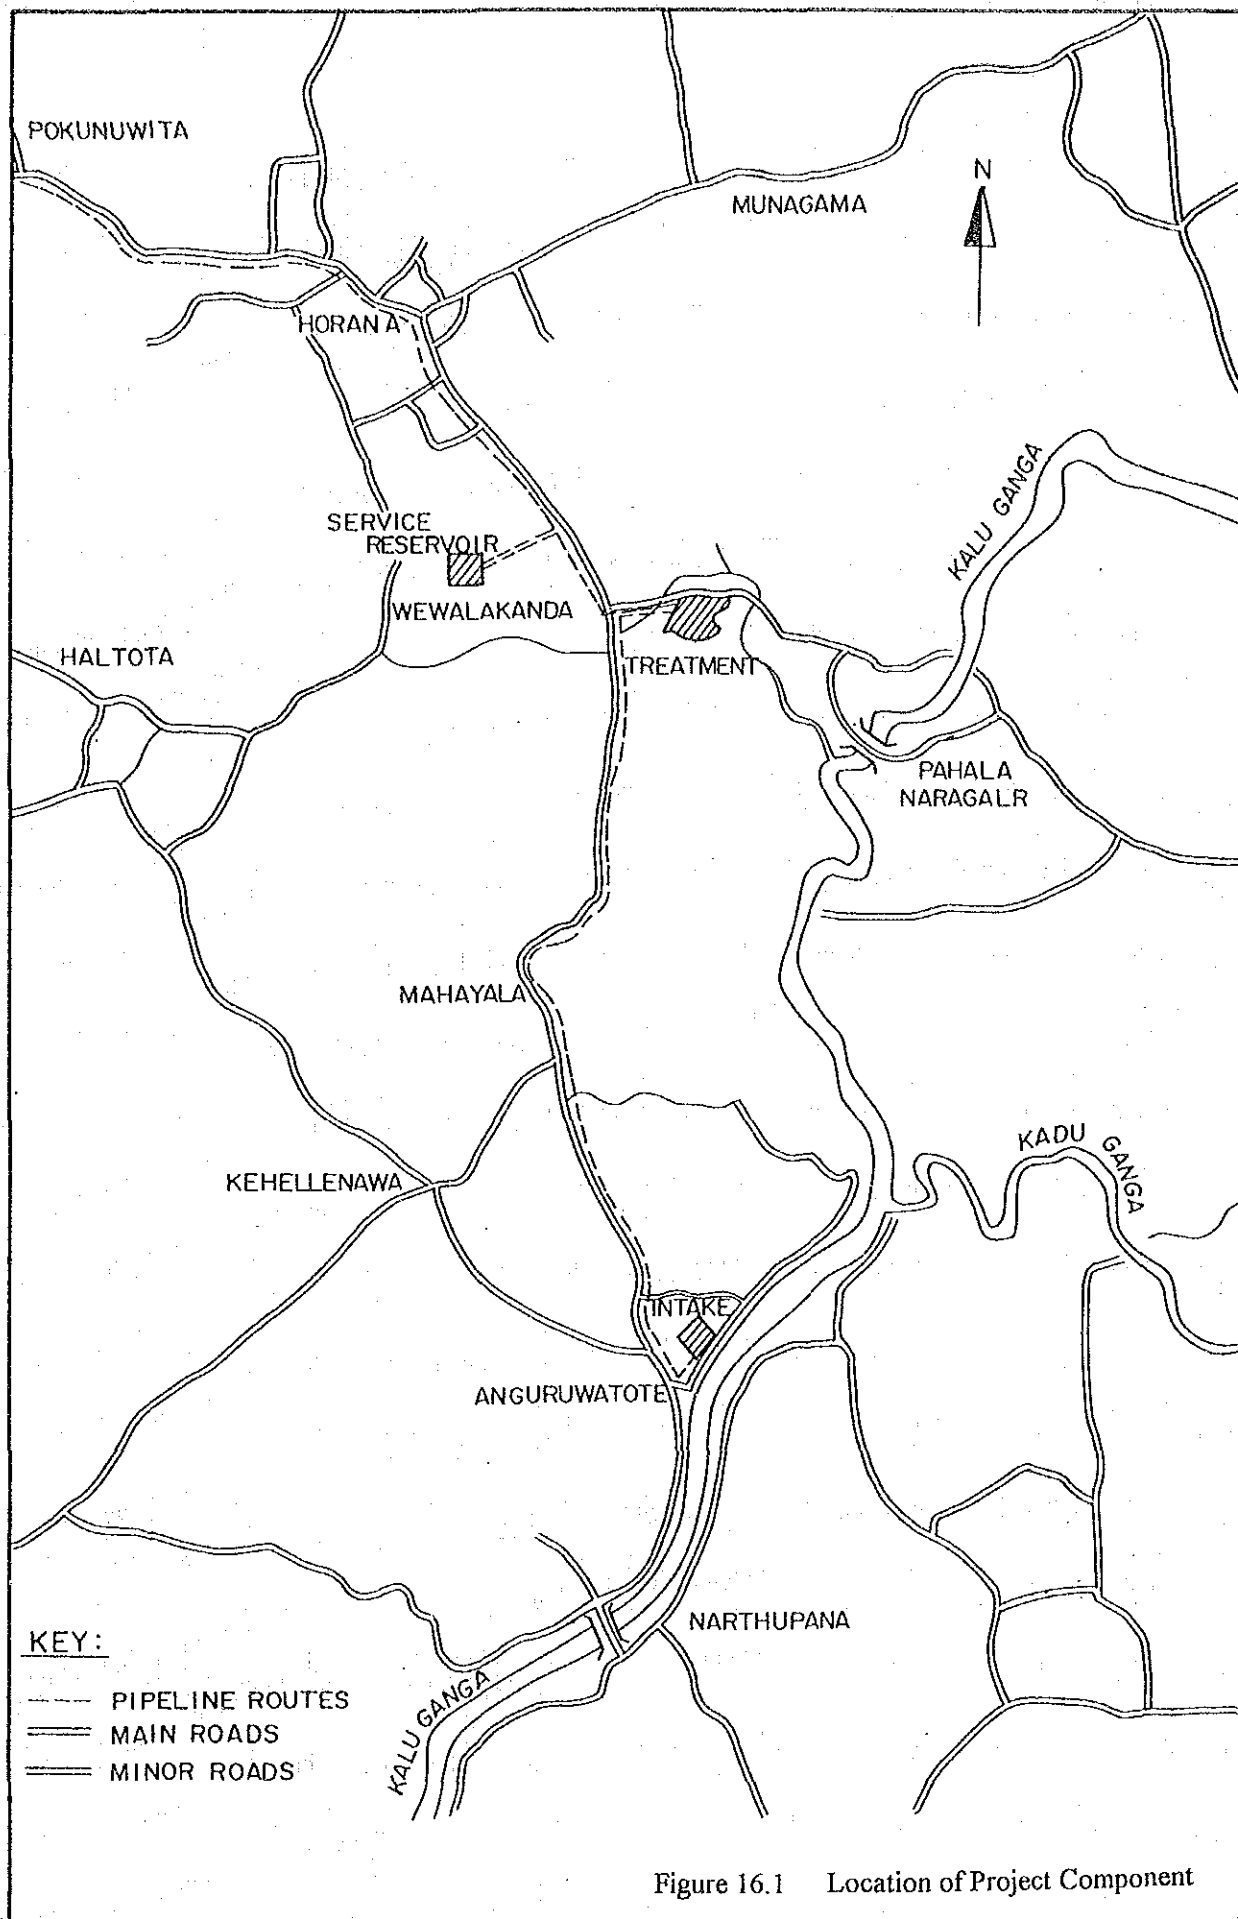 POKUNUWITA
N
MUNAGAMA
HORANA
KALU GANGA
SERVICE
RESERVOIR
WEWALAKANDA
HALTOTA
TREATMENT
PAHALA
NARAGALR
MAHAYALA
KADU GANGA
KEHELLENAWA
INTAKE
ANGURUWATOTE
NARTHUPANA
KALU GANGA
KEY:
PIPELINE ROUTES
MAIN ROADS
MINOR ROADS
Figure 16.1 Location of Project Component